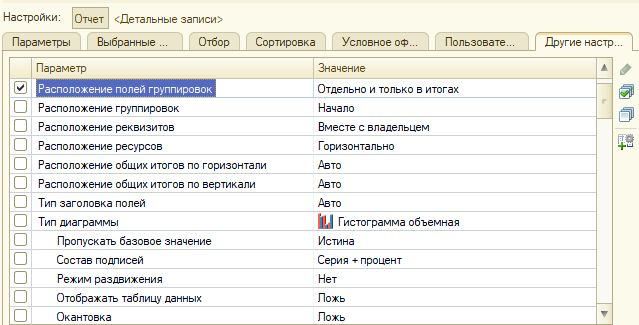 Настройки: Отчет <Детальные записи>
Параметры Выбранные ... Отбор Сортировка Условное оф... Пользовате... Другие настр...
Параметр Значение
Расположение полей группировок Отдельно и только в итогах
Расположение группировок Начало
Расположение реквизитов Вместе с владельцем
Расположение ресурсов Горизонтально
Расположение общих итогов по горизонтали Авто
Расположение общих итогов по вертикали Авто
Тип заголовка полей Авто
Тип диаграммы Гистограмма объемная
Пропускать базовое значение Истина
Состав подписей Серия + процент
Режим раздвижения Нет
Отображать таблицу данных Ложь
Окантовка Ложь